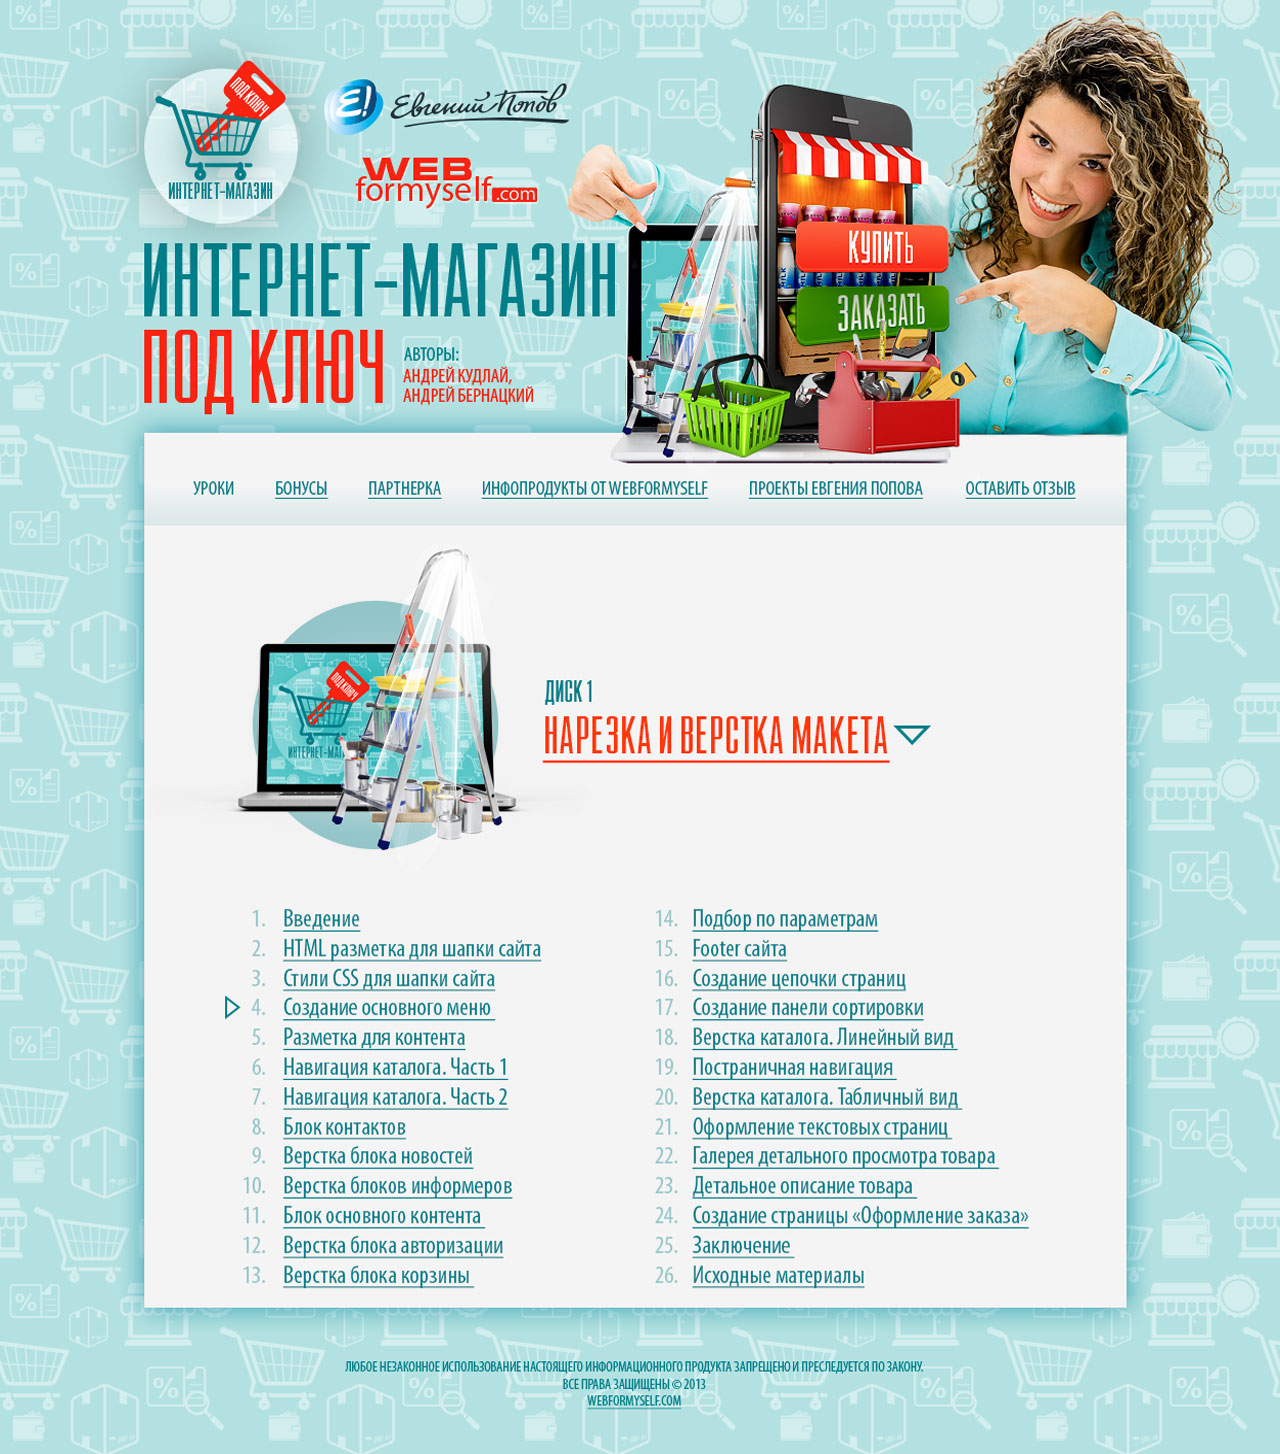 ПОД КЛЮЧ
ИНТЕРНЕТ-МАГАЗИН
Е! Евгений Попов
WEB
formyself.com
ИНТЕРНЕТ-МАГАЗИН
ПОД КЛЮЧ
АВТОРЫ:
АНДРЕЙ КУДЛАЙ,
АНДРЕЙ БЕРНАЦКИЙ
КУПИТЬ
ЗАКАЗАТЬ
MILK
УРОКИ БОНУСЫ ПАРТНЕРКА ИНФОПРОДУКТЫ ОТ WEBFORMYSELF ПРОЕКТЫ ЕВГЕНИЯ ПОПОВА ОСТАВИТЬ ОТЗЫВ
ПОД КЛЮЧ
ИНТЕРНЕТ-МАГ
ДИСК 1
НАРЕЗКА И ВЕРСТКА МАКЕТА
1. Введение
2. HTML разметка для шапки сайта
3. Стили CSS для шапки сайта
4. Создание основного меню
5. Разметка для контента
6. Навигация каталога. Часть 1
7. Навигация каталога. Часть 2
8. Блок контактов
9. Верстка блока новостей
10. Верстка блоков информеров
11. Блок основного контента
12. Верстка блока авторизации
13. Верстка блока корзины
14. Подбор по параметрам
15. Footer сайта
16. Создание цепочки страниц
17. Создание панели сортировки
18. Верстка каталога. Линейный вид
19. Постраничная навигация
20. Верстка каталога. Табличный вид
21. Оформление текстовых страниц
22. Галерея детального просмотра товара
23. Детальное описание товара
24. Создание страницы «Оформление заказа»
25. Заключение
26. Исходные материалы
ЛЮБОЕ НЕЗАКОННОЕ ИСПОЛЬЗОВАНИЕ НАСТОЯЩЕГО ИНФОРМАЦИОННОГО ПРОДУКТА ЗАПРЕЩЕНО И ПРЕСЛЕДУЕТСЯ ПО ЗАКОНУ.
ВСЕ ПРАВА ЗАЩИЩЕНЫ © 2013
WEBFORMYSELF.COM